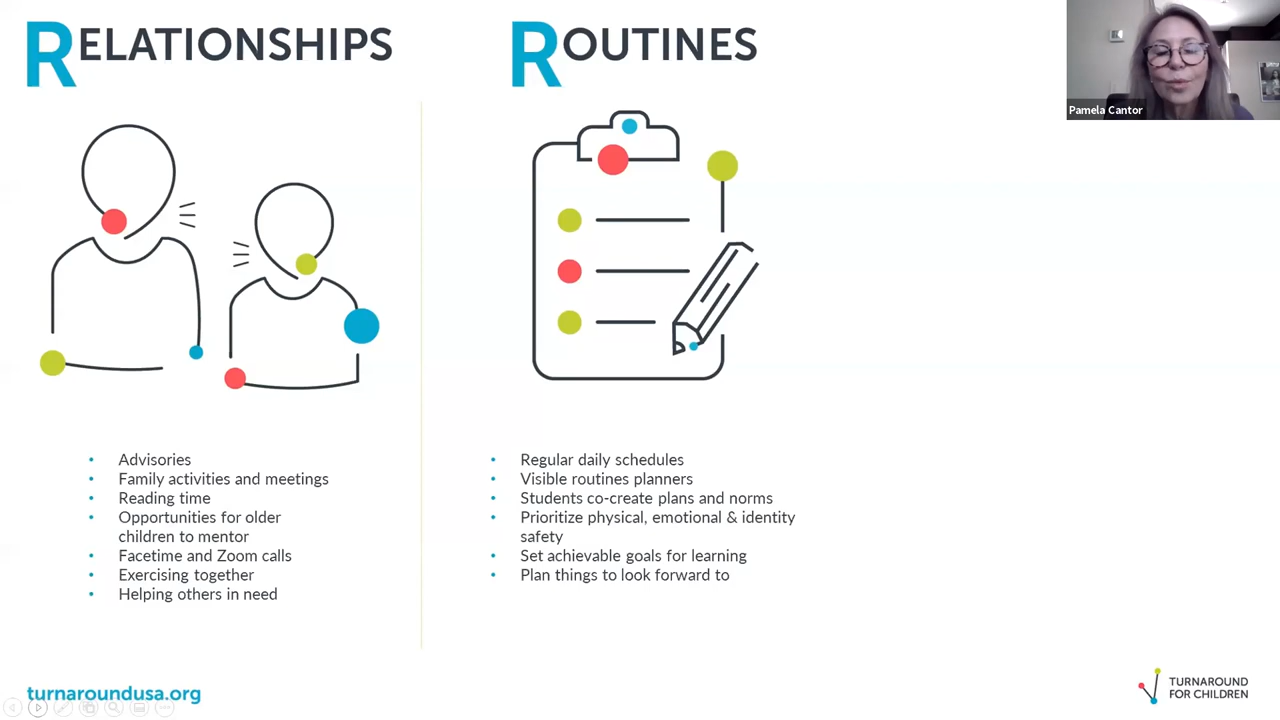 RELATIONSHIPS
ROUTINES
Pamela Cantor
• Advisories
• Family activities and meetings
• Reading time
• Opportunities for older
children to mentor
• Facetime and Zoom calls
• Exercising together
• Helping others in need
• Regular daily schedules
• Visible routines planners
• Students co-create plans and norms
• Prioritize physical, emotional & identity
safety
• Set achievable goals for learning
• Plan things to look forward to
turnaroundusa.org
TURNAROUND
FOR CHILDREN